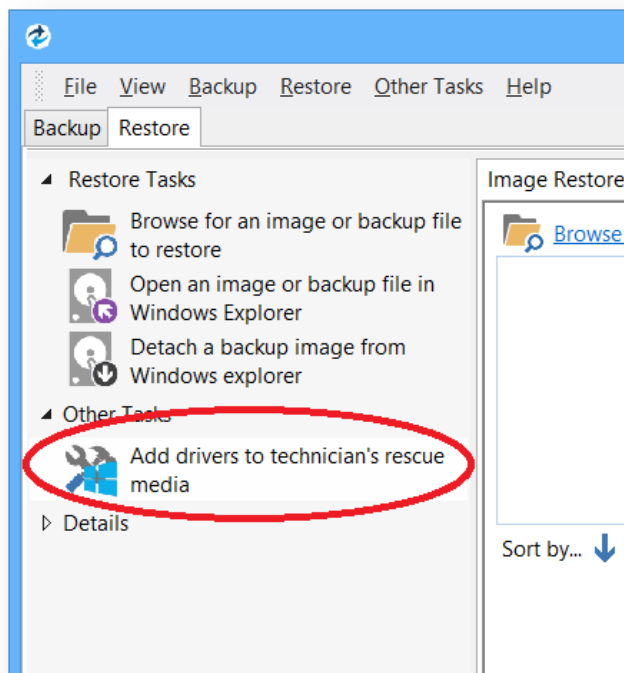 File View Backup Restore Other Tasks Help
Backup Restore
Restore Tasks
Browse for an image or backup file
to restore
Open an image or backup file in
Windows Explorer
Detach a backup image from
Windows explorer
Other Tasks
Add drivers to technician's rescue
media
Details
Image Restore
Browse
Sort by...